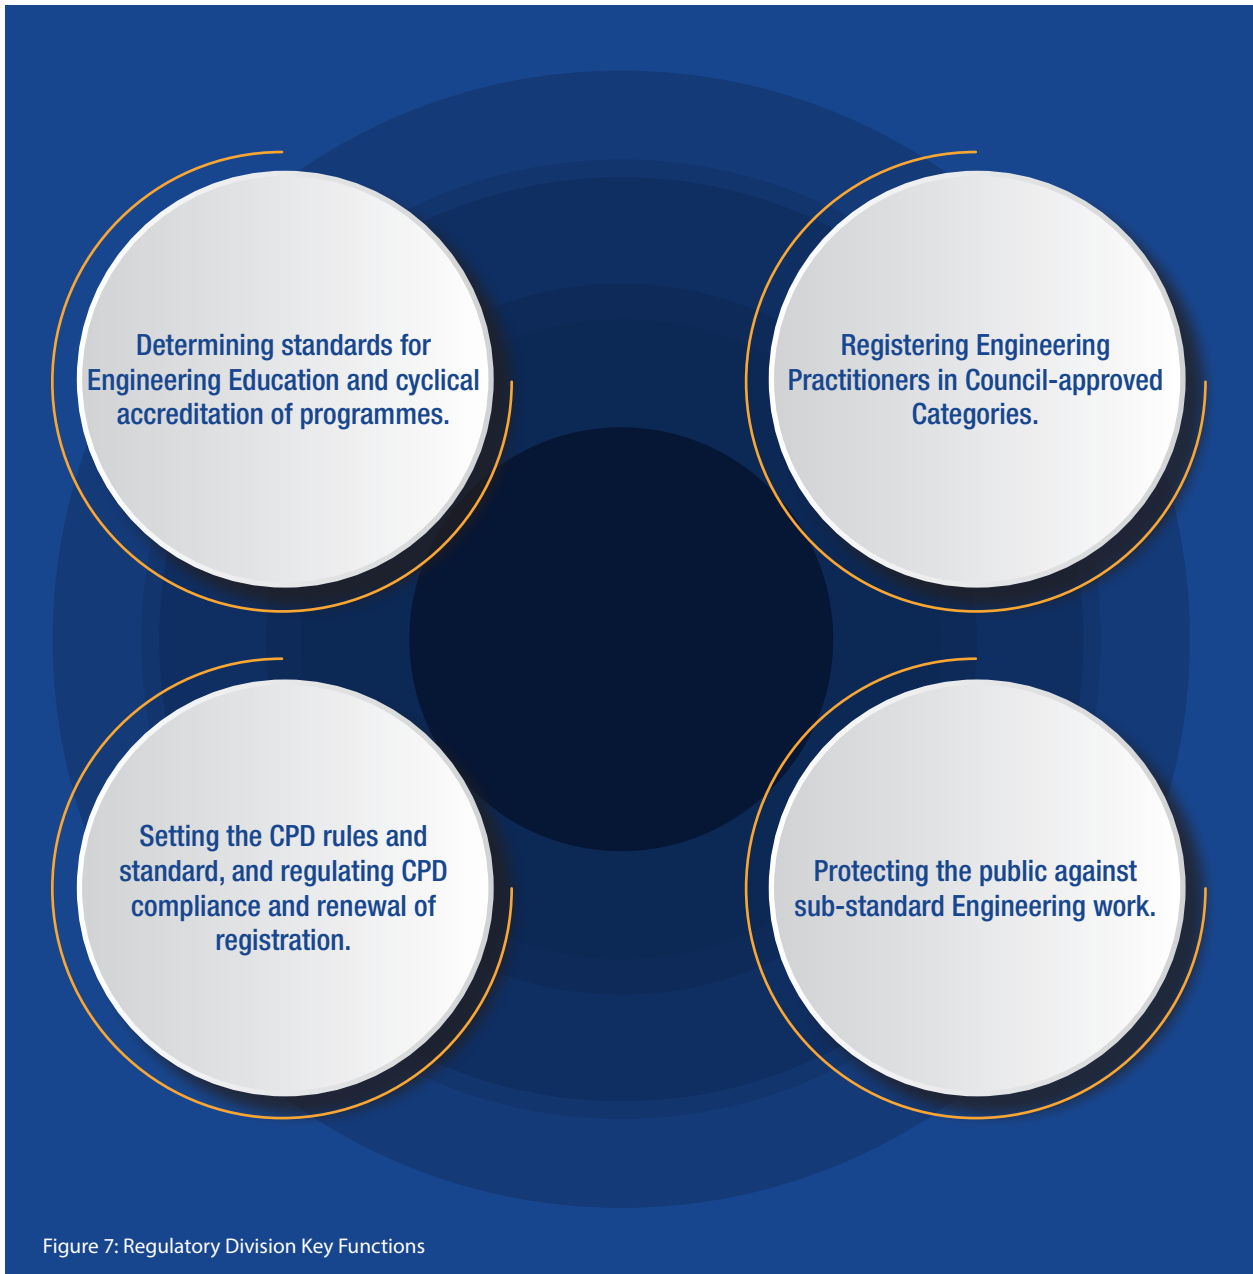 Determining standards for
Engineering Education and cyclical
accreditation of programmes.
Registering Engineering
Practitioners in Council-approved
Categories.
Setting the CPD rules and
standard, and regulating CPD
compliance and renewal of
registration.
Protecting the public against
sub-standard Engineering work.
Figure 7: Regulatory Division Key Functions